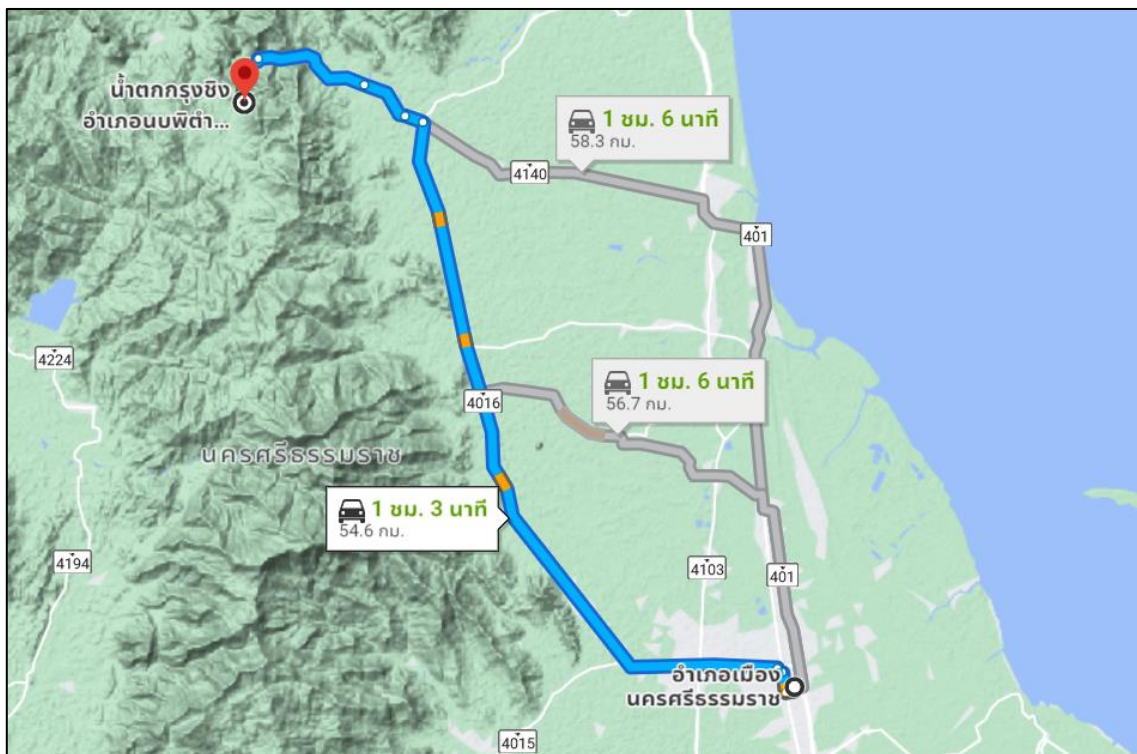 น้ำตกกรุงชิง
อำเภอนบพิตำ...
1 ชม. 6 นาที
58.3 กม.
4140
401
4224
1 ชม. 6 นาที
56.7 กม.
4016
นครศรีธรรมราช
1 ชม. 3 นาที
54.6 กม.
4194
4103
401
อำเภอเมือง
นครศรีธรรมราช
4015